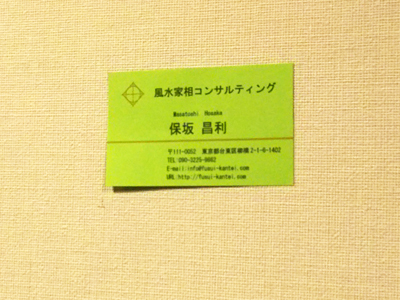 風水家相コンサルティング
Masatoshi Hosaka
保坂 昌利
〒111-0052 東京都台東区柳橋2-1-6-1402
TEL:090-3225-9862
E-mail:info@fusui-kantei.com
URL:http://fusui-kantei.com